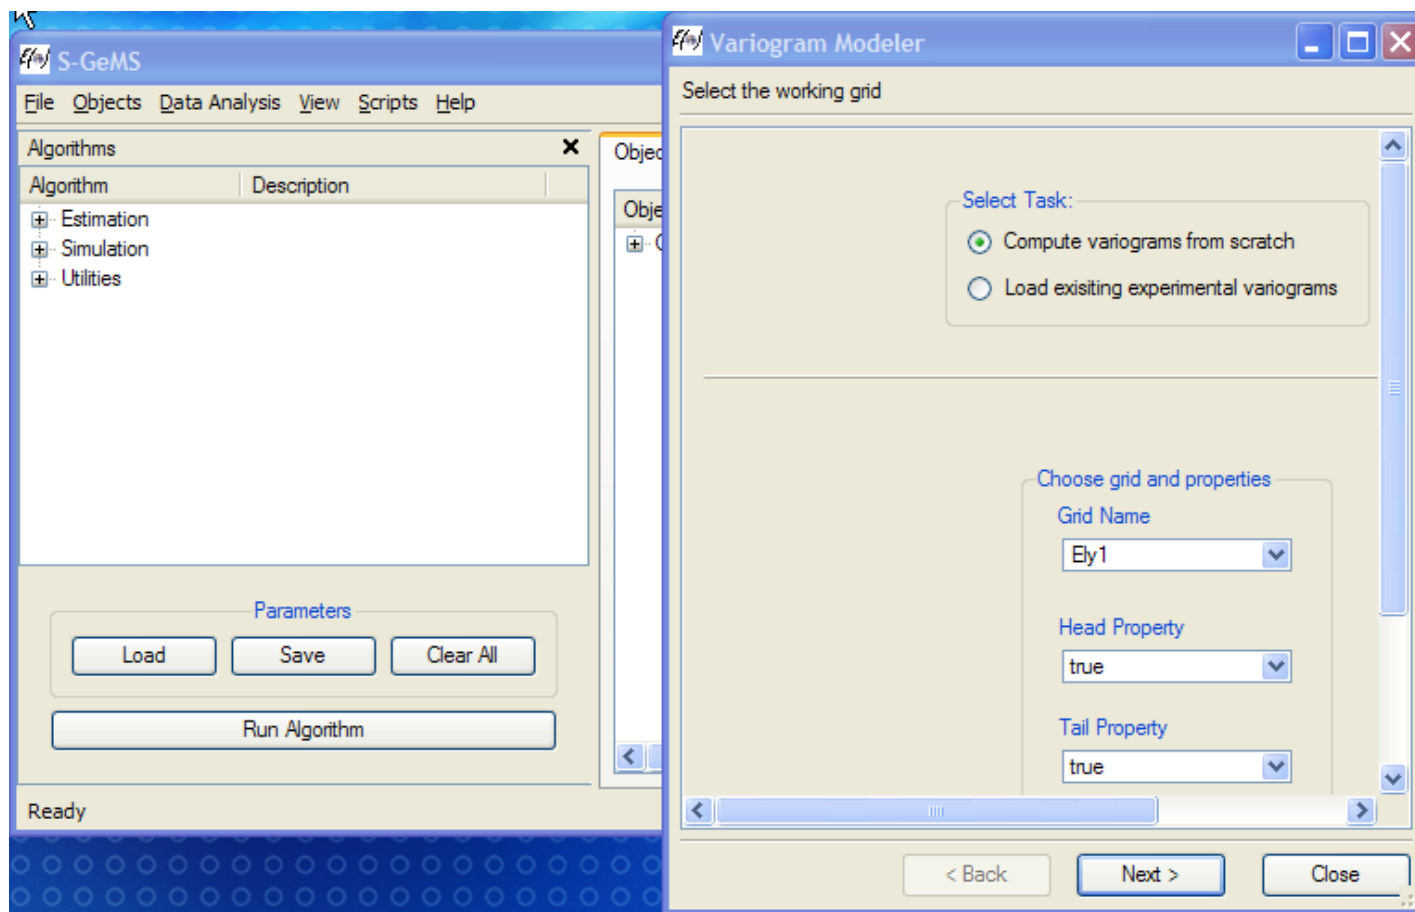 S-GeMS
File Objects Data Analysis View Scripts Help
Algorithms
Algorithm Description
Estimation
Simulation
Utilities
Parameters
Load Save Clear All
Run Algorithm
Ready
Variogram Modeler
Select the working grid
Select Task:
Compute variograms from scratch
Load exisiting experimental variograms
Choose grid and properties
Grid Name
Ely1
Head Property
true
Tail Property
true
< Back Next > Close